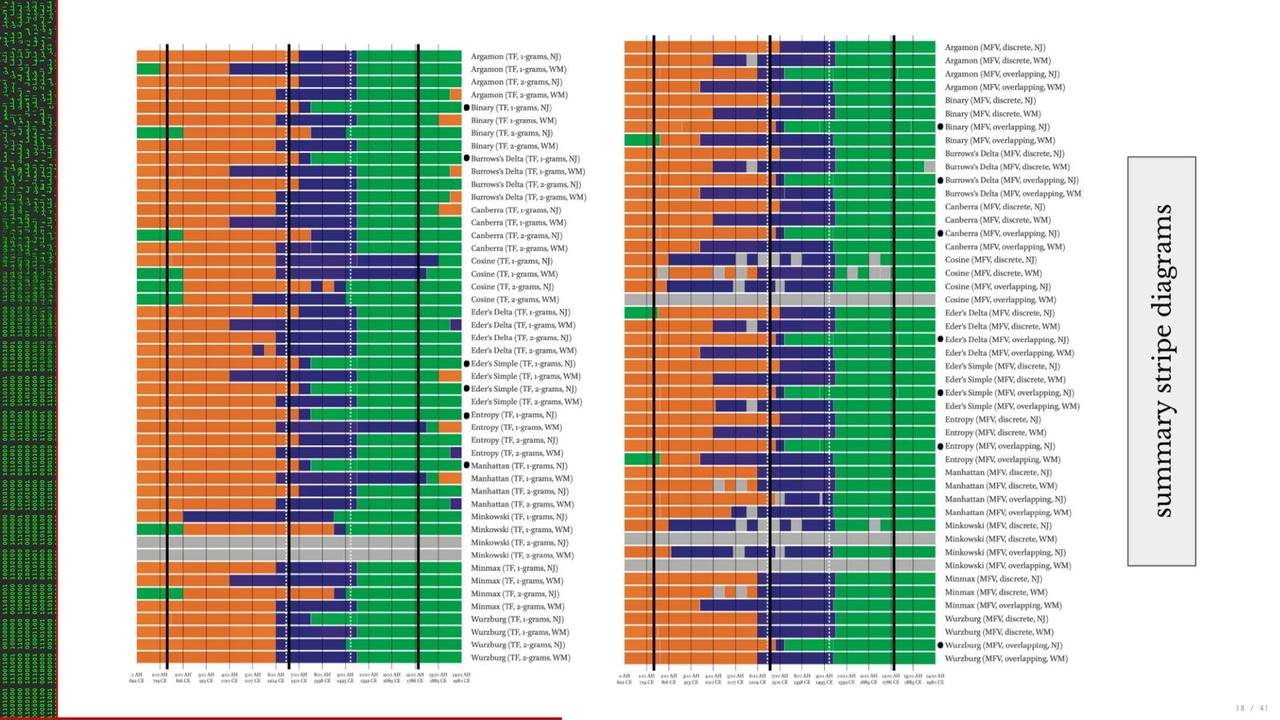 Argamon (TF, 1-grams, NJ)
Argamon (TF, 1-grams, WM)
Argamon (TF, 2-grams, NJ)
Argamon (TF, 2-grams, WM)
Binary (TF, 1-grams, NJ)
Binary (TF, 1-grams, WM)
Binary (TF, 2-grams, NJ)
Binary (TF, 2-grams, WM)
Burrows's Delta (TF, 1-grams, NJ)
Burrows's Delta (TF, 1-grams, WM)
Burrows's Delta (TF, 2-grams, NJ)
Burrows's Delta (TF, 2-grams, WM)
Canberra (TF, 1-grams, NJ)
Canberra (TF, 1-grams, WM)
Canberra (TF, 2-grams, NJ)
Canberra (TF, 2-grams, WM)
Cosine (TF, 1-grams, NJ)
Cosine (TF, 1-grams, WM)
Cosine (TF, 2-grams, NJ)
Cosine (TF, 2-grams, WM)
Eder's Delta (TF, 1-grams, NJ)
Eder's Delta (TF, 1-grams, WM)
Eder's Delta (TF, 2-grams, NJ)
Eder's Delta (TF, 2-grams, WM)
Eder's Simple (TF, 1-grams, NJ)
Eder's Simple (TF, 1-grams, WM)
Eder's Simple (TF, 2-grams, NJ)
Eder's Simple (TF, 2-grams, WM)
Entropy (TF, 1-grams, NJ)
Entropy (TF, 1-grams, WM)
Entropy (TF, 2-grams, NJ)
Entropy (TF, 2-grams, WM)
Manhattan (TF, 1-grams, NJ)
Manhattan (TF, 1-grams, WM)
Manhattan (TF, 2-grams, NJ)
Manhattan (TF, 2-grams, WM)
Minkowski (TF, 1-grams, NJ)
Minkowski (TF, 1-grams, WM)
Minkowski (TF, 2-grams, NJ)
Minkowski (TF, 2-grams, WM)
Minmax (TF, 1-grams, NJ)
Minmax (TF, 1-grams, WM)
Minmax (TF, 2-grams, NJ)
Minmax (TF, 2-grams, WM)
Wurzburg (TF, 1-grams, NJ)
Wurzburg (TF, 1-grams, WM)
Wurzburg (TF, 2-grams, NJ)
Wurzburg (TF, 2-grams, WM)
Argamon (MFV, discrete, NJ)
Argamon (MFV, discrete, WM)
Argamon (MFV, overlapping, NJ)
Argamon (MFV, overlapping, WM)
Binary (MFV, discrete, NJ)
Binary (MFV, discrete, WM)
Binary (MFV, overlapping, NJ)
Binary (MFV, overlapping, WM)
Burrows's Delta (MFV, discrete, NJ)
Burrows's Delta (MFV, discrete, WM)
Burrows's Delta (MFV, overlapping, NJ)
Burrows's Delta (MFV, overlapping, WM
Canberra (MFV, discrete, NJ)
Canberra (MFV, discrete, WM)
Canberra (MFV, overlapping, NJ)
Canberra (MFV, overlapping, WM)
Cosine (MFV, discrete, NJ)
Cosine (MFV, discrete, WM)
Cosine (MFV, overlapping, NJ)
Cosine (MFV, overlapping, WM)
Eder's Delta (MFV, discrete, NJ)
Eder's Delta (MFV, discrete, WM)
Eder's Delta (MFV, overlapping, NJ)
Eder's Delta (MFV, overlapping, WM)
Eder's Simple (MFV, discrete, NJ)
Eder's Simple (MFV, discrete, WM)
Eder's Simple (MFV, overlapping, NJ)
Eder's Simple (MFV, overlapping, WM)
Entropy (MFV, discrete, NJ)
Entropy (MFV, discrete, WM)
Entropy (MFV, overlapping, NJ)
Entropy (MFV, overlapping, WM)
Manhattan (MFV, discrete, NJ)
Manhattan (MFV, discrete, WM)
Manhattan (MFV, overlapping, NJ)
Manhattan (MFV, overlapping, WM)
Minkowski (MFV, discrete, NJ)
Minkowski (MFV, discrete, WM)
Minkowski (MFV, overlapping, NJ)
Minkowski (MFV, overlapping, WM)
Minmax (MFV, discrete, NJ)
Minmax (MFV, discrete, WM)
Minmax (MFV, overlapping, NJ)
Minmax (MFV, overlapping, WM)
Wurzburg (MFV, discrete, NJ)
Wurzburg (MFV, discrete, WM)
Wurzburg (MFV, overlapping, NJ)
Wurzburg (MFV, overlapping, WM)
summary stripe diagrams
18 / 41